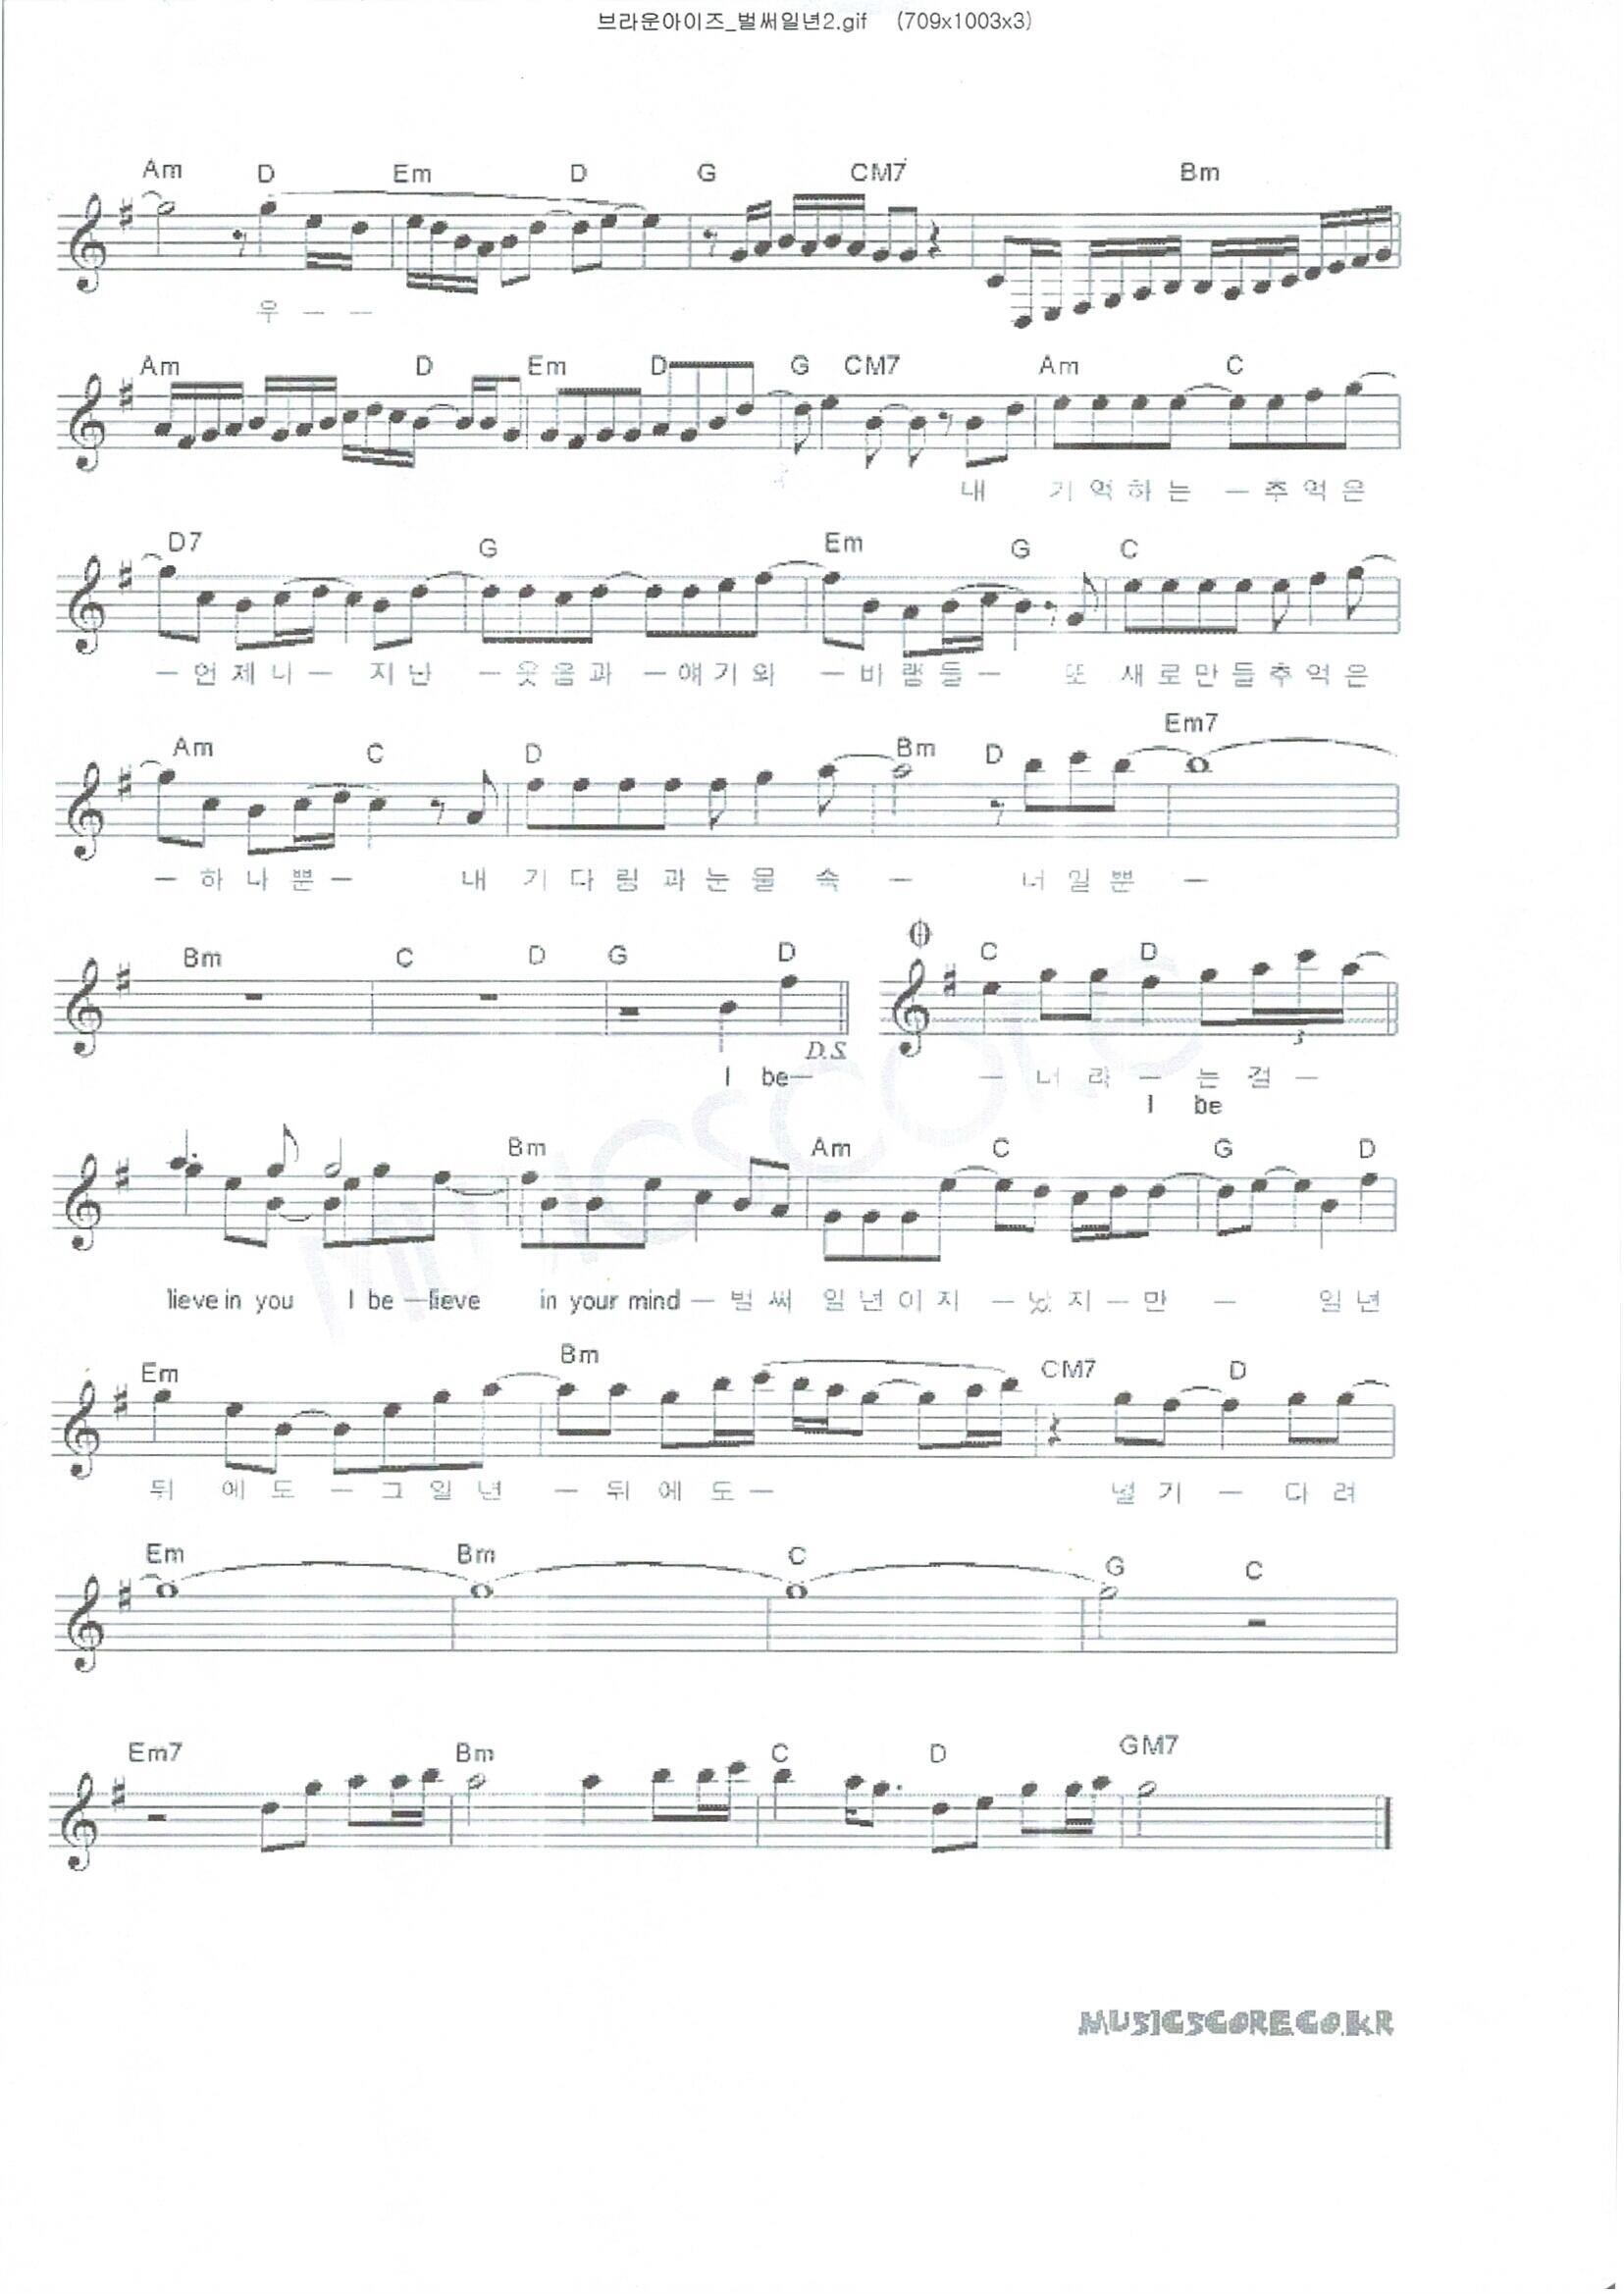 브라운아이즈_벌써일년2.gif (709x1003x3)
Am D Em D G CM7 Bm
우 — —
Am D Em D G CM7 Am C
내 기 억 하 는 — 추 억 은
D7 G Em G C
— 언 제 니 — 지 난 — 웃 음 과 — 얘 기 와 — 바 램 들 — 또 새 로 만 들 추 억 은
Am C D Bm D Em7
— 하 나 뿐 — 내 기 다 림 과 눈 물 속 — 너 일 뿐 —
Bm C D G D C D
D.S. 3
I be— — 너 라 — 는 걸 —
I be
Bm Am C G D
lieve in you I be —lieve in your mind — 벌 써 일 년 이 지 — 났 지 — 만 — 일 년
Em Bm CM7 D
뒤 에 도 — 그 일 년 — 뒤 에 도 — 널 기 — 다 려
Em Bm C G C
Em7 Bm C D GM7
MUSICSCORE
MUSICSCORE.CO.KR